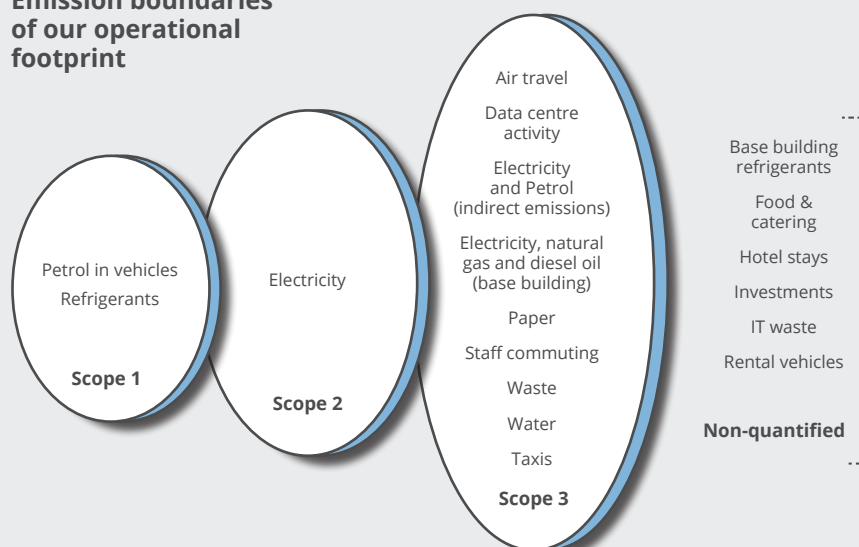 Emission boundaries
of our operational
footprint
Petrol in vehicles
Refrigerants
Scope 1
Electricity
Scope 2
Air travel
Data centre
activity
Electricity
and Petrol
(indirect emissions)
Electricity, natural
gas and diesel oil
(base building)
Paper
Staff commuting
Waste
Water
Taxis
Scope 3
Base building
refrigerants
Food &
catering
Hotel stays
Investments
IT waste
Rental vehicles
Non-quantified